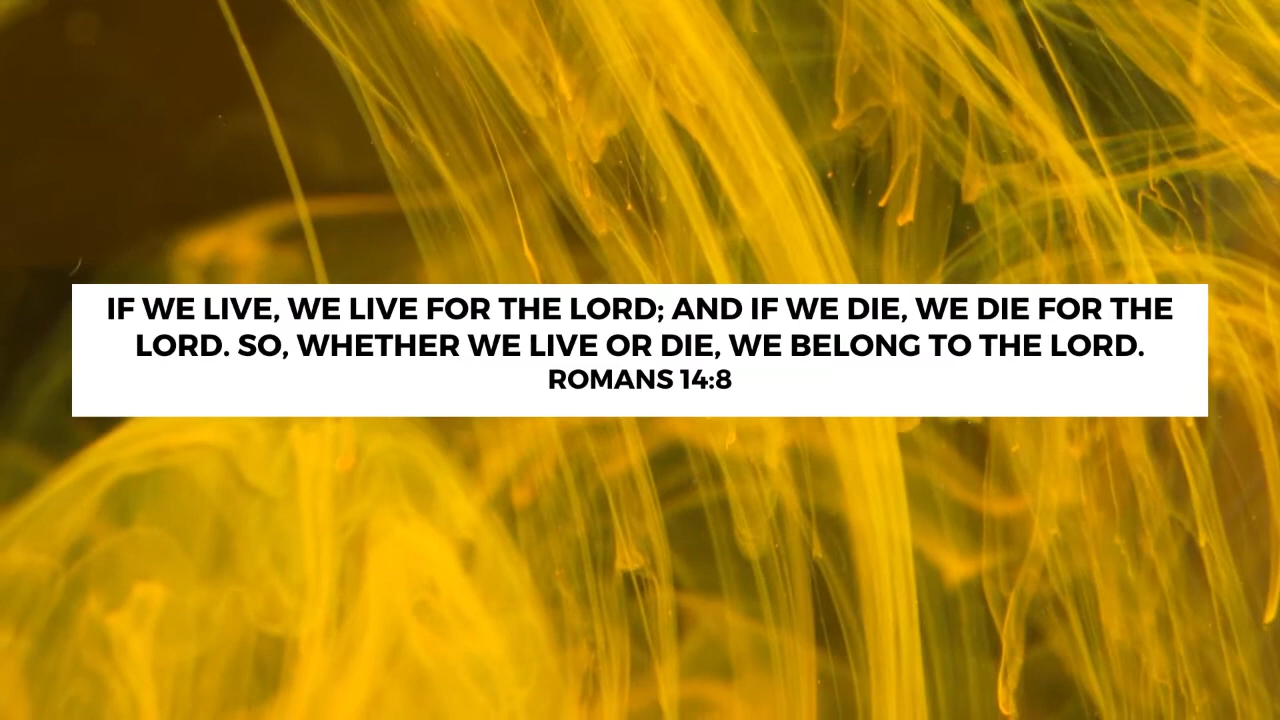 IF WE LIVE, WE LIVE FOR THE LORD; AND IF WE DIE, WE DIE FOR THE
LORD. SO, WHETHER WE LIVE OR DIE, WE BELONG TO THE LORD.
ROMANS 14:8